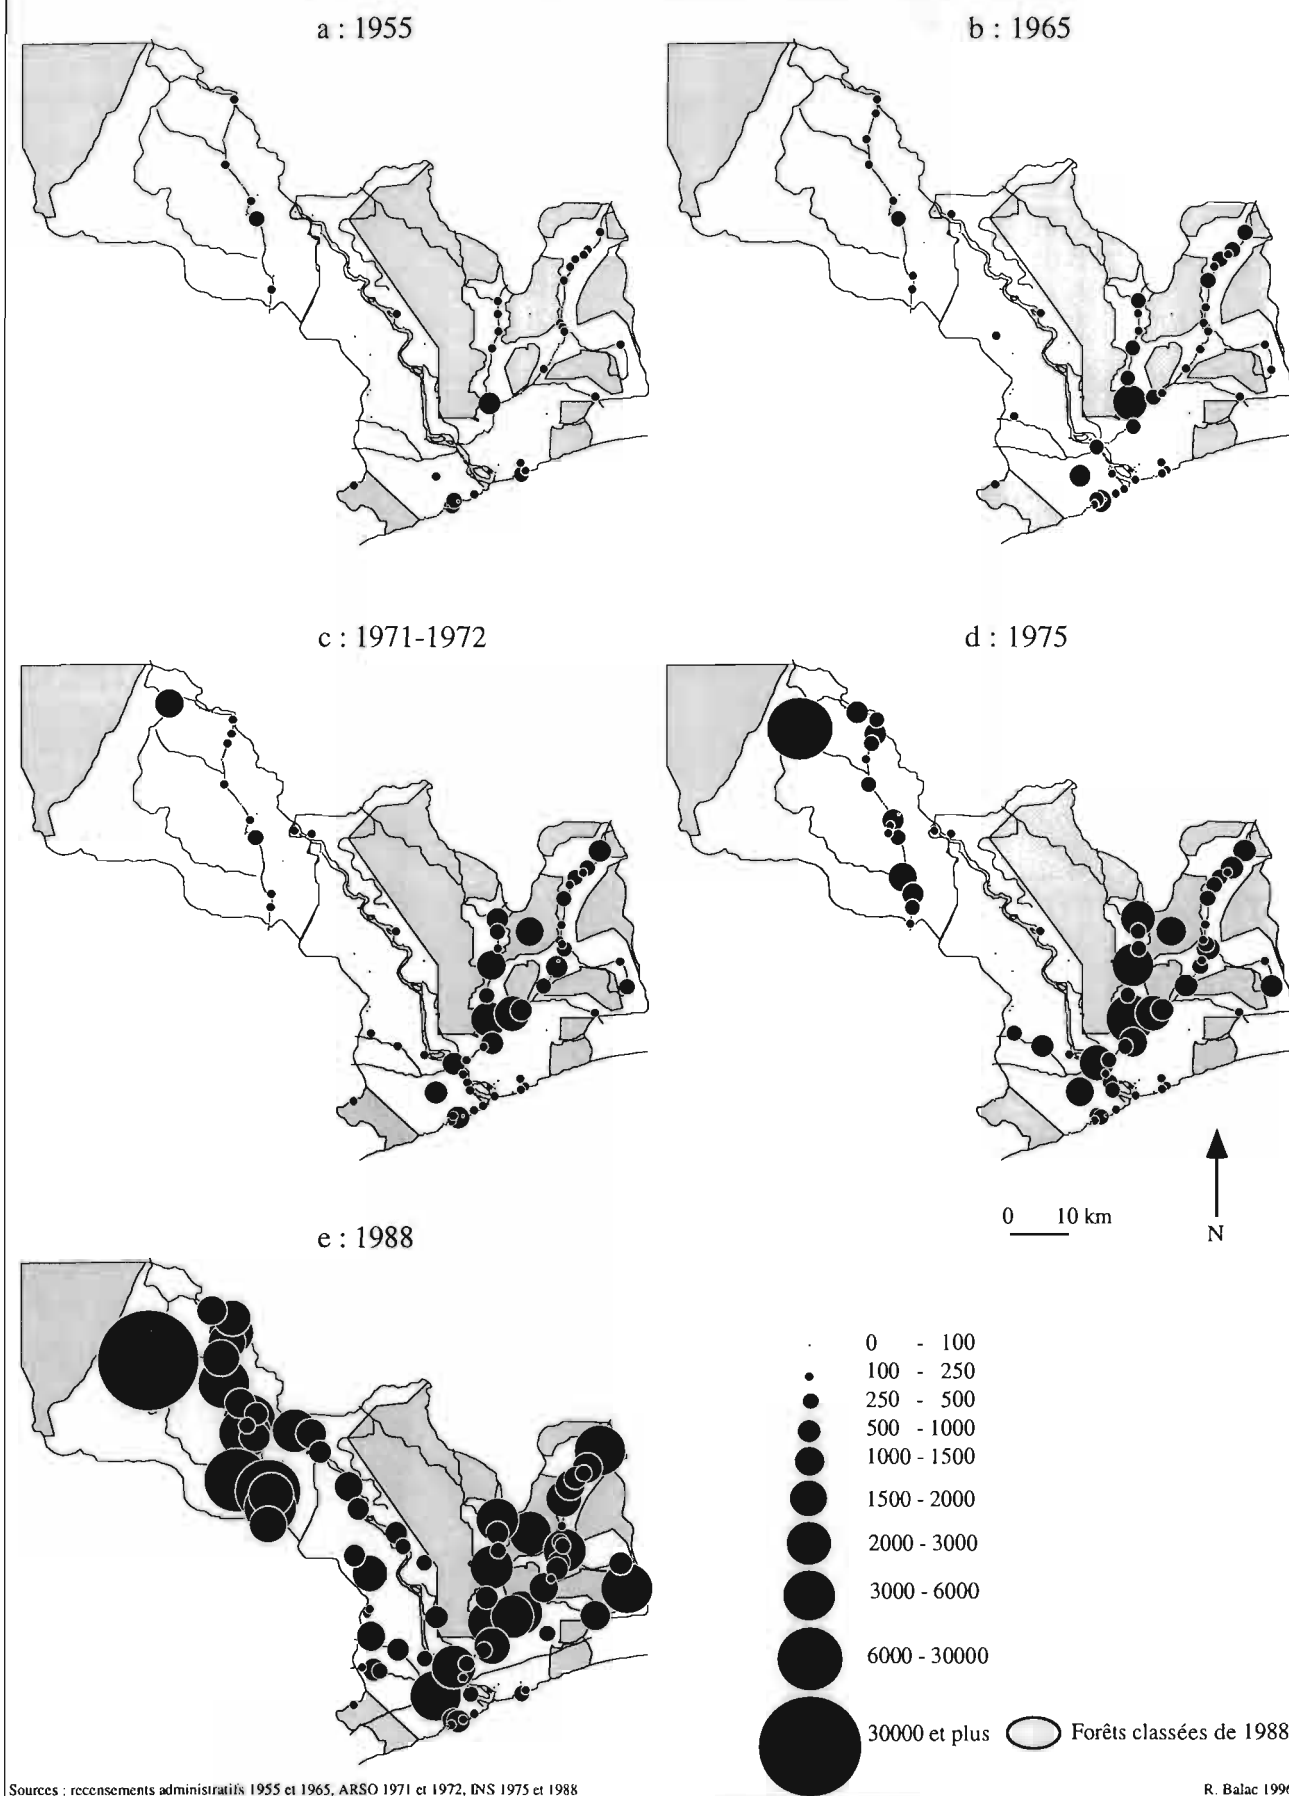 a : 1955
b : 1965
c : 1971-1972
d : 1975
0 10 km
N
e : 1988
0 - 100
100 - 250
250 - 500
500 - 1000
1000 - 1500
1500 - 2000
2000 - 3000
3000 - 6000
6000 - 30000
30000 et plus
Forêts classées de 1988
Sources : recensements administratifs 1955 et 1965, ARSO 1971 et 1972, INS 1975 et 1988
R. Balac 1996